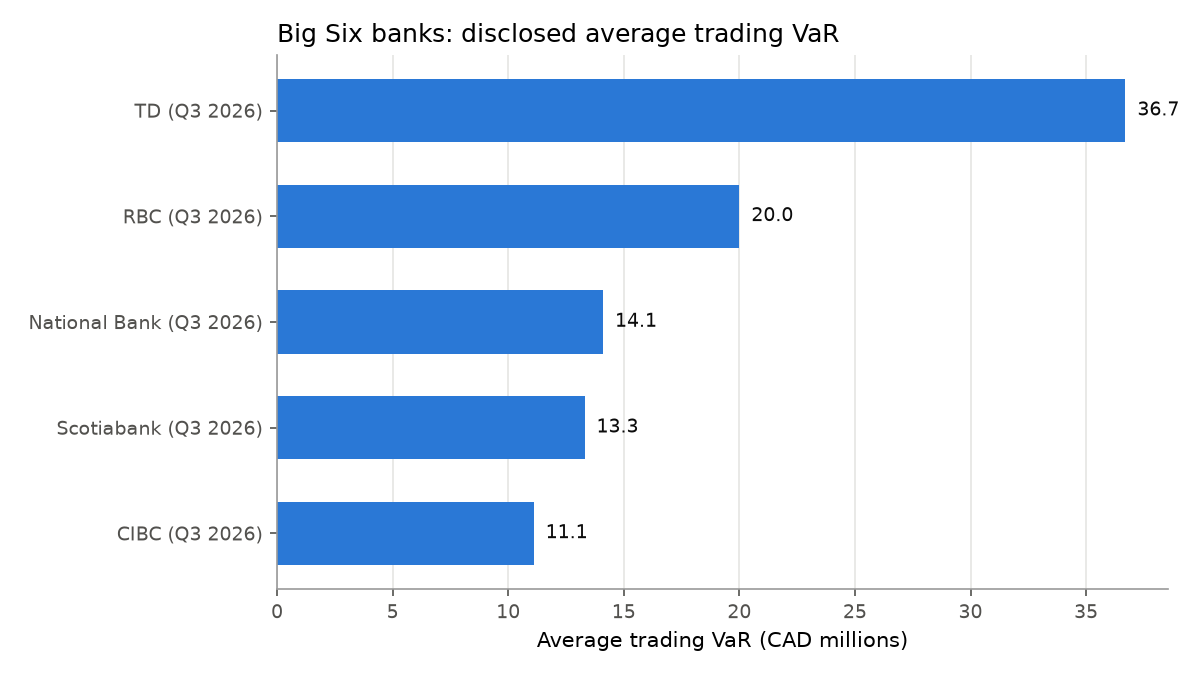 Big Six banks: disclosed average trading VaR
TD (Q3 2026)
36.7
RBC (Q3 2026)
20.0
National Bank (Q3 2026)
14.1
Scotiabank (Q3 2026)
13.3
CIBC (Q3 2026)
11.1
0 5 10 15 20 25 30 35
Average trading VaR (CAD millions)